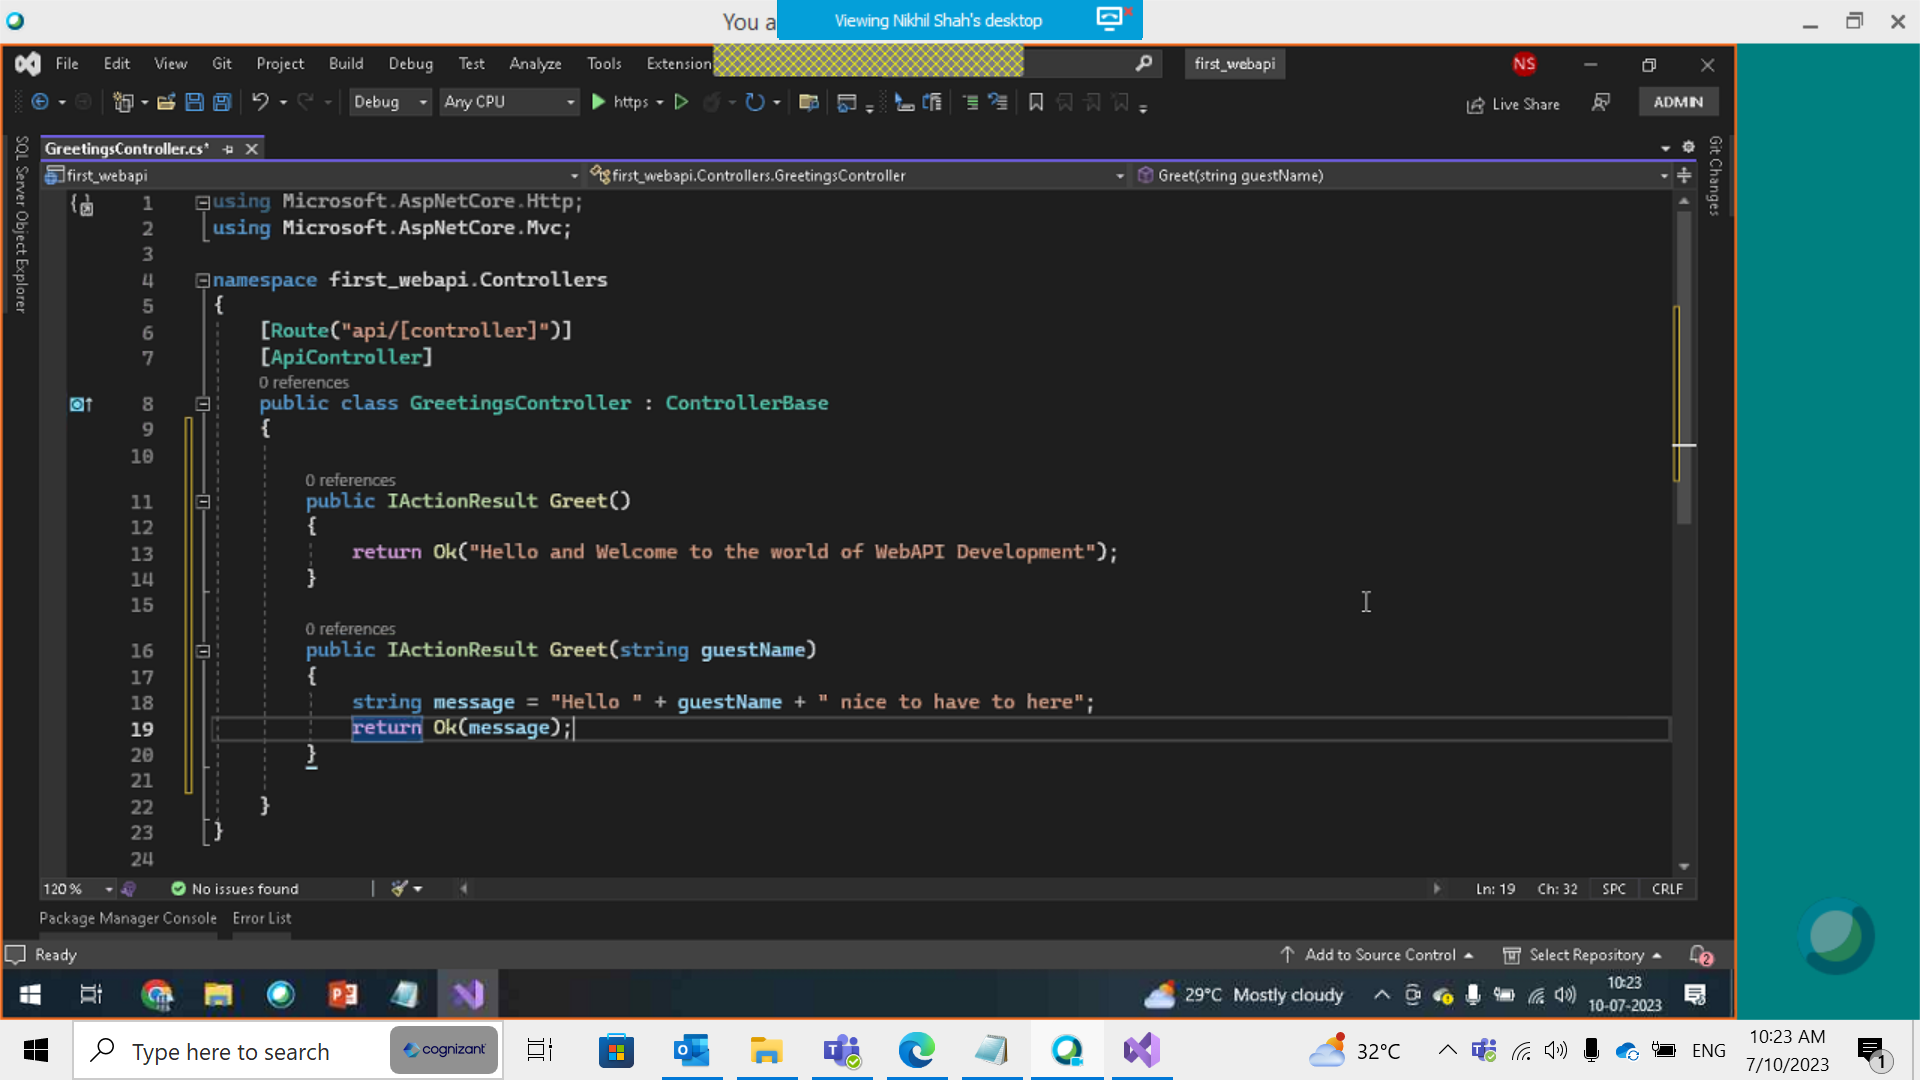 You a
Viewing Nikhil Shah's desktop
File Edit View Git Project Build Debug Test Analyze Tools Extension
first_webapi
NS
Debug Any CPU https Live Share ADMIN
SQL Server Object Explorer
GreetingsController.cs*
Git Changes
first_webapi first_webapi.Controllers.GreetingsController Greet(string guestName)
1 using Microsoft.AspNetCore.Http;
2 using Microsoft.AspNetCore.Mvc;
3
4 namespace first_webapi.Controllers
5 {
6 [Route("api/[controller]")]
7 [ApiController]
0 references
8 public class GreetingsController : ControllerBase
9 {
10
0 references
11 public IActionResult Greet()
12 {
13 return Ok("Hello and Welcome to the world of WebAPI Development");
14 }
15
0 references
16 public IActionResult Greet(string guestName)
17 {
18 string message = "Hello " + guestName + " nice to have to here";
19 return Ok(message);
20 }
21
22 }
23 }
24
120 % No issues found Ln: 19 Ch: 32 SPC CRLF
Package Manager Console Error List
Ready Add to Source Control Select Repository 2
29°C Mostly cloudy 10:23
10-07-2023
Type here to search cognizant 32°C ENG 10:23 AM
7/10/2023 1